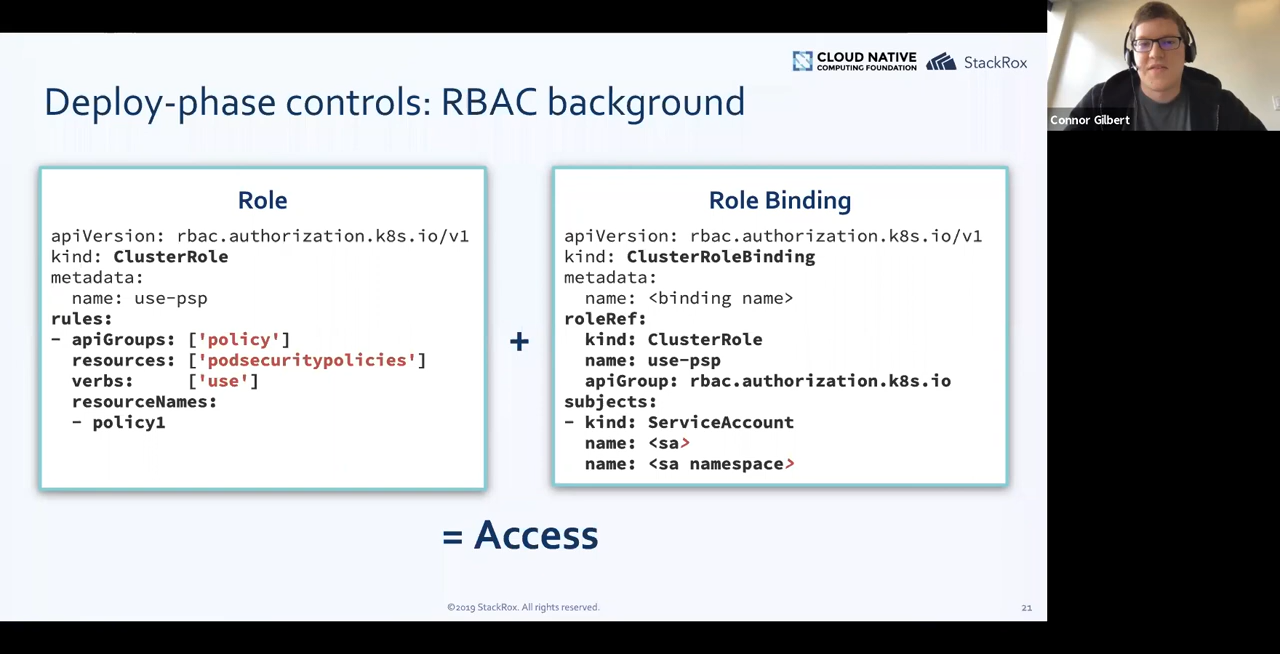 CLOUD NATIVE
COMPUTING FOUNDATION
StackRox
Deploy-phase controls: RBAC background
Role
apiVersion: rbac.authorization.k8s.io/v1
kind: ClusterRole
metadata:
  name: use-psp
rules:
- apiGroups: ['policy']
  resources: ['podsecuritypolicies']
  verbs:     ['use']
  resourceNames:
  - policy1
+
Role Binding
apiVersion: rbac.authorization.k8s.io/v1
kind: ClusterRoleBinding
metadata:
  name: <binding name>
roleRef:
  kind: ClusterRole
  name: use-psp
  apiGroup: rbac.authorization.k8s.io
subjects:
- kind: ServiceAccount
  name: <sa>
  name: <sa namespace>
= Access
©2019 StackRox. All rights reserved.
21
Connor Gilbert